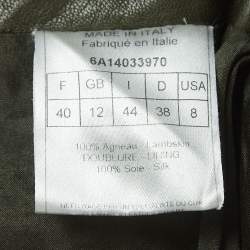 MADE IN ITALY
Fabriqué en Italie
6A14033970
F GB I D USA
40 12 44 38 8
100% Agneau - Lambskin
DOUBLURE - LINING
100% Soie - Silk